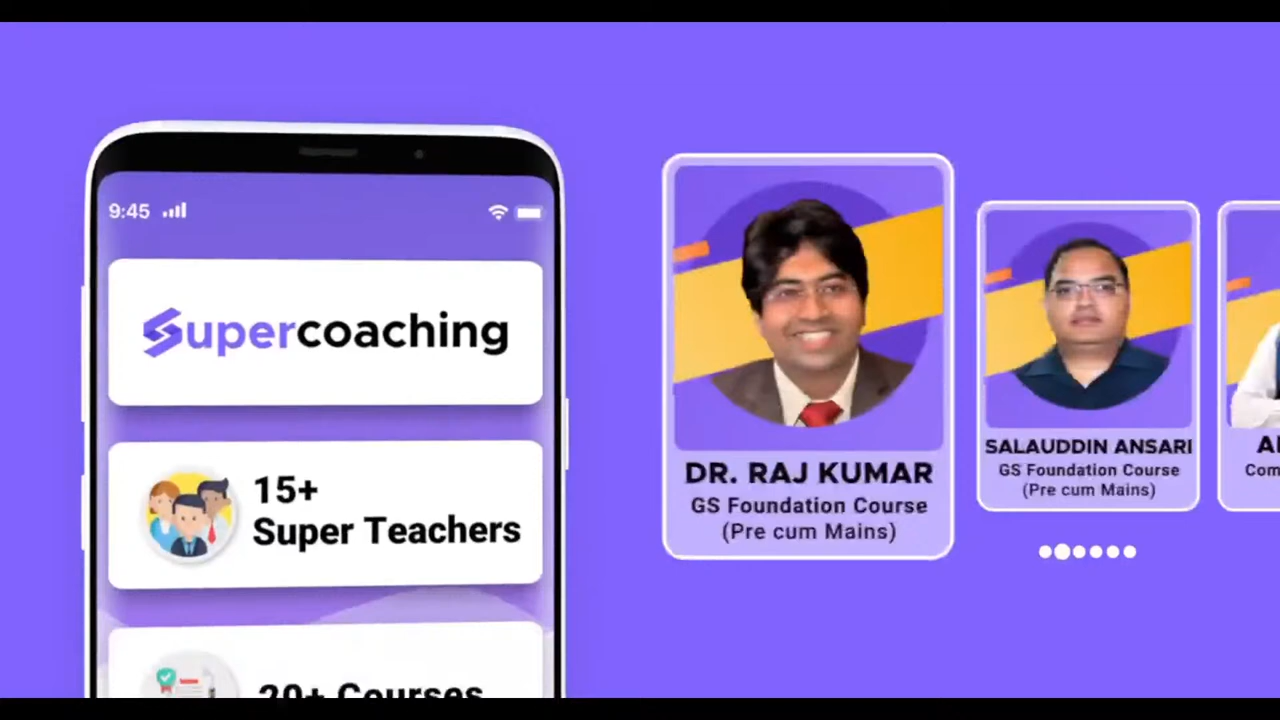 9:45
Supercoaching
15+
Super Teachers
20+ Courses
DR. RAJ KUMAR
GS Foundation Course
(Pre cum Mains)
SALAUDDIN ANSARI
GS Foundation Course
(Pre cum Mains)